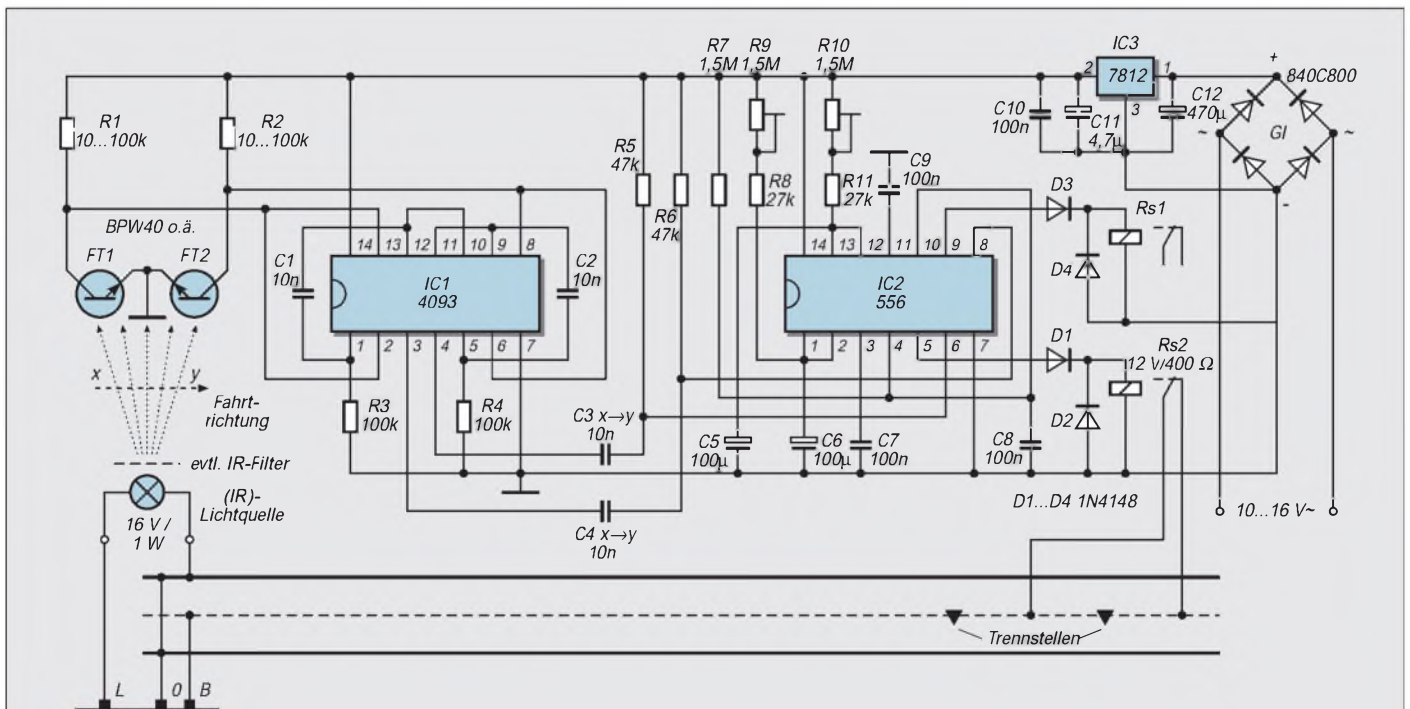 R1
10...100k
R2
10...100k
R5
47k
R6
47k
R7
1,5M
R9
1,5M
R10
1,5M
R8
27k
R11
27k
C9
100n
C10
100n
C11
4,7µ
IC3
7812
2
1
3
C12
470µ
+
840C800
~
GI
~
-
BPW40 o.ä.
FT1
FT2
C1
10n
14
13
12
11
10
9
8
IC1
4093
1
2
3
4
5
6
7
C2
10n
14
13
12
11
10
9
8
IC2
556
1
2
3
4
5
6
7
D3
Rs1
D4
D1
Rs2
12 V/400 Ω
D2
x
y
Fahrt-
richtung
R3
100k
R4
100k
C3 x→y
10n
C4 x→y
10n
C5
100µ
C6
100µ
C7
100n
C8
100n
D1...D4 1N4148
10...16 V~
evtl. IR-Filter
(IR)-
Lichtquelle
16 V /
1 W
Trennstellen
L
0
B